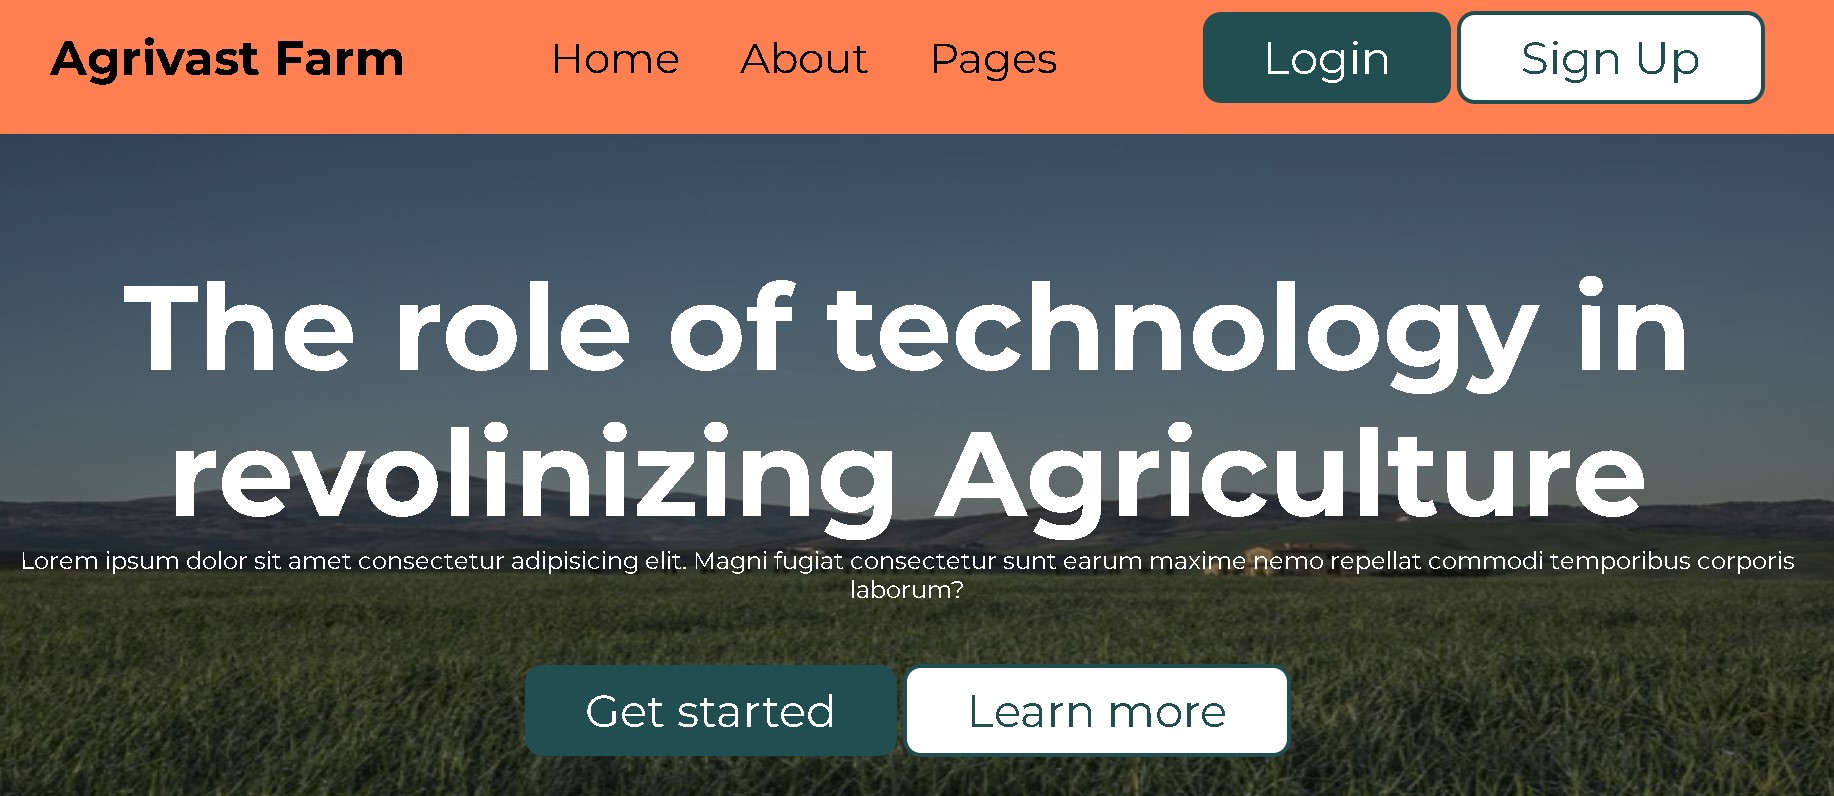 Agrivast Farm Home About Pages Login Sign Up
The role of technology in
revolinizing Agriculture
Lorem ipsum dolor sit amet consectetur adipisicing elit. Magni fugiat consectetur sunt earum maxime nemo repellat commodi temporibus corporis
laborum?
Get started Learn more